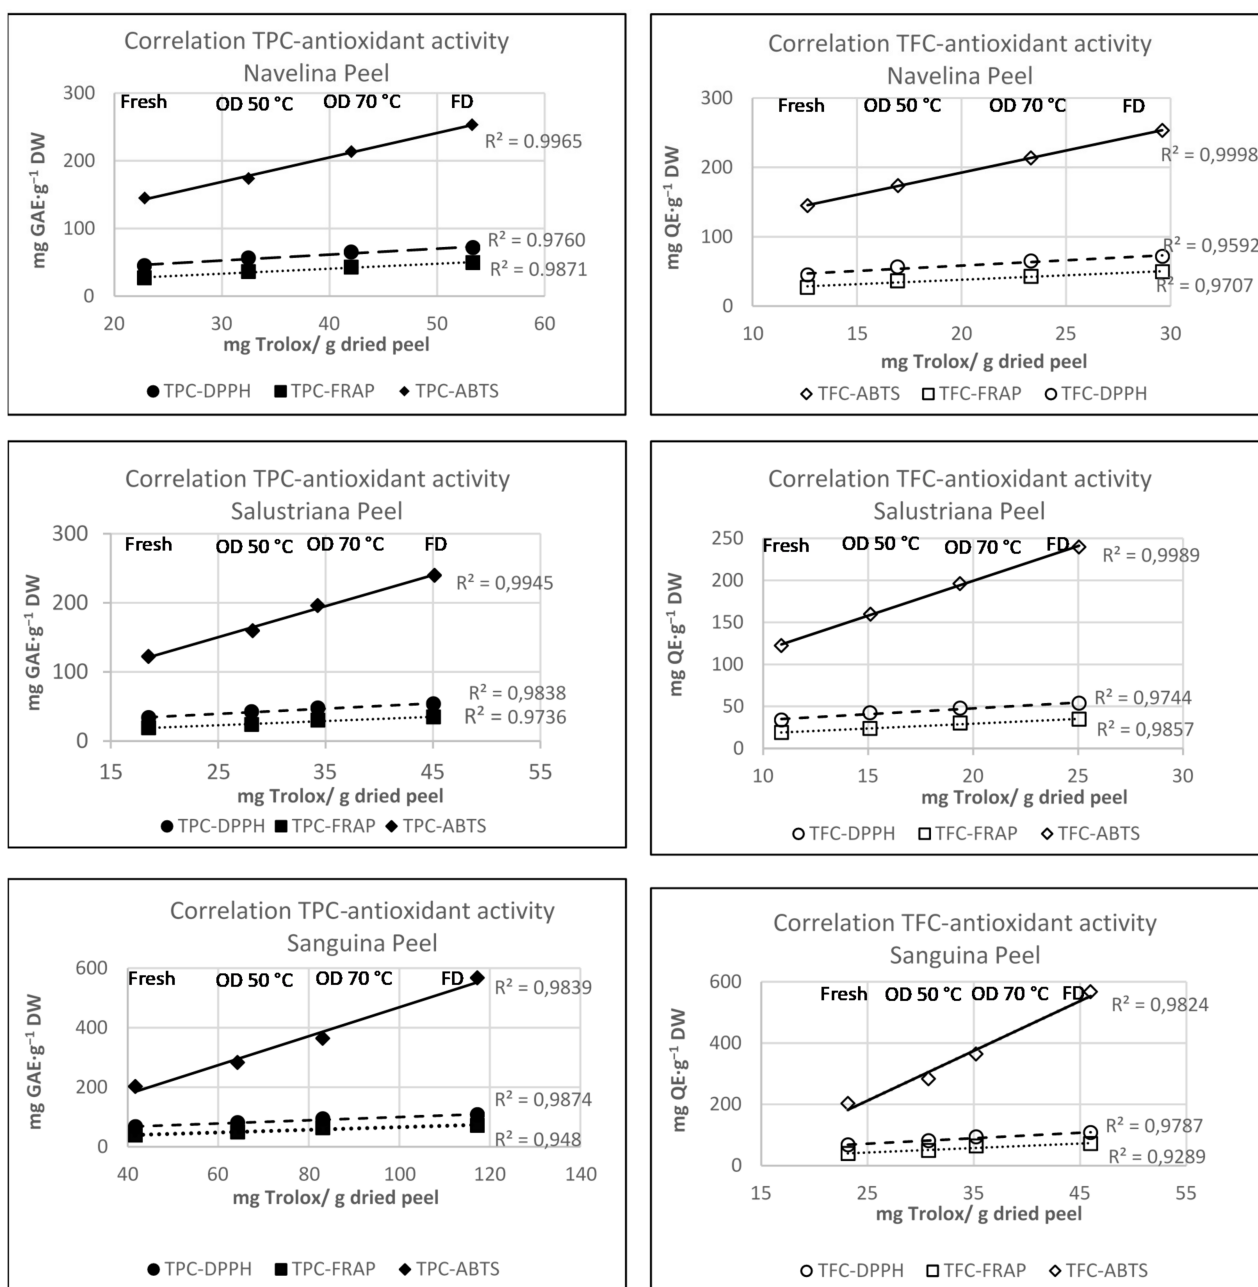 Correlation TPC-antioxidant activity
Navelina Peel
300
Fresh OD 50 °C OD 70 °C FD
R² = 0.9965
200
mg GAE·g⁻¹ DW
100
R² = 0.9760
R² = 0.9871
0
20 30 40 50 60
mg Trolox/ g dried peel
TPC-DPPH TPC-FRAP TPC-ABTS
Correlation TFC-antioxidant activity
Navelina Peel
300
Fresh OD 50 °C OD 70 °C FD
R² = 0,9998
200
mg QE·g⁻¹ DW
100
R² = 0.9592
R² = 0,9707
0
10 15 20 25 30
mg Trolox/ g dried peel
TFC-ABTS TFC-FRAP TFC-DPPH
Correlation TPC-antioxidant activity
Salustriana Peel
300
Fresh OD 50 °C OD 70 °C FD
R² = 0,9945
200
mg GAE·g⁻¹ DW
100
R² = 0,9838
R² = 0.9736
0
15 25 35 45 55
mg Trolox/ g dried peel
TPC-DPPH TPC-FRAP TPC-ABTS
Correlation TFC-antioxidant activity
Salustriana Peel
250
Fresh OD 50 °C OD 70 °C FD
R² = 0,9989
200
150
mg QE·g⁻¹ DW
100
50
R² = 0,9744
R² = 0,9857
0
10 15 20 25 30
mg Trolox/ g dried peel
TFC-DPPH TFC-FRAP TFC-ABTS
Correlation TPC-antioxidant activity
Sanguina Peel
600
Fresh OD 50 °C OD 70 °C FD
R² = 0,9839
400
mg GAE·g⁻¹ DW
200
R² = 0,9874
R² = 0,948
0
40 60 80 100 120 140
mg Trolox/ g dried peel
TPC-DPPH TPC-FRAP TPC-ABTS
Correlation TFC-antioxidant activity
Sanguina Peel
600
Fresh OD 50 °C OD 70 °C FD
R² = 0,9824
400
mg QE·g⁻¹ DW
200
R² = 0,9787
R² = 0,9289
0
15 25 35 45 55
mg Trolox/ g dried peel
TFC-DPPH TFC-FRAP TFC-ABTS